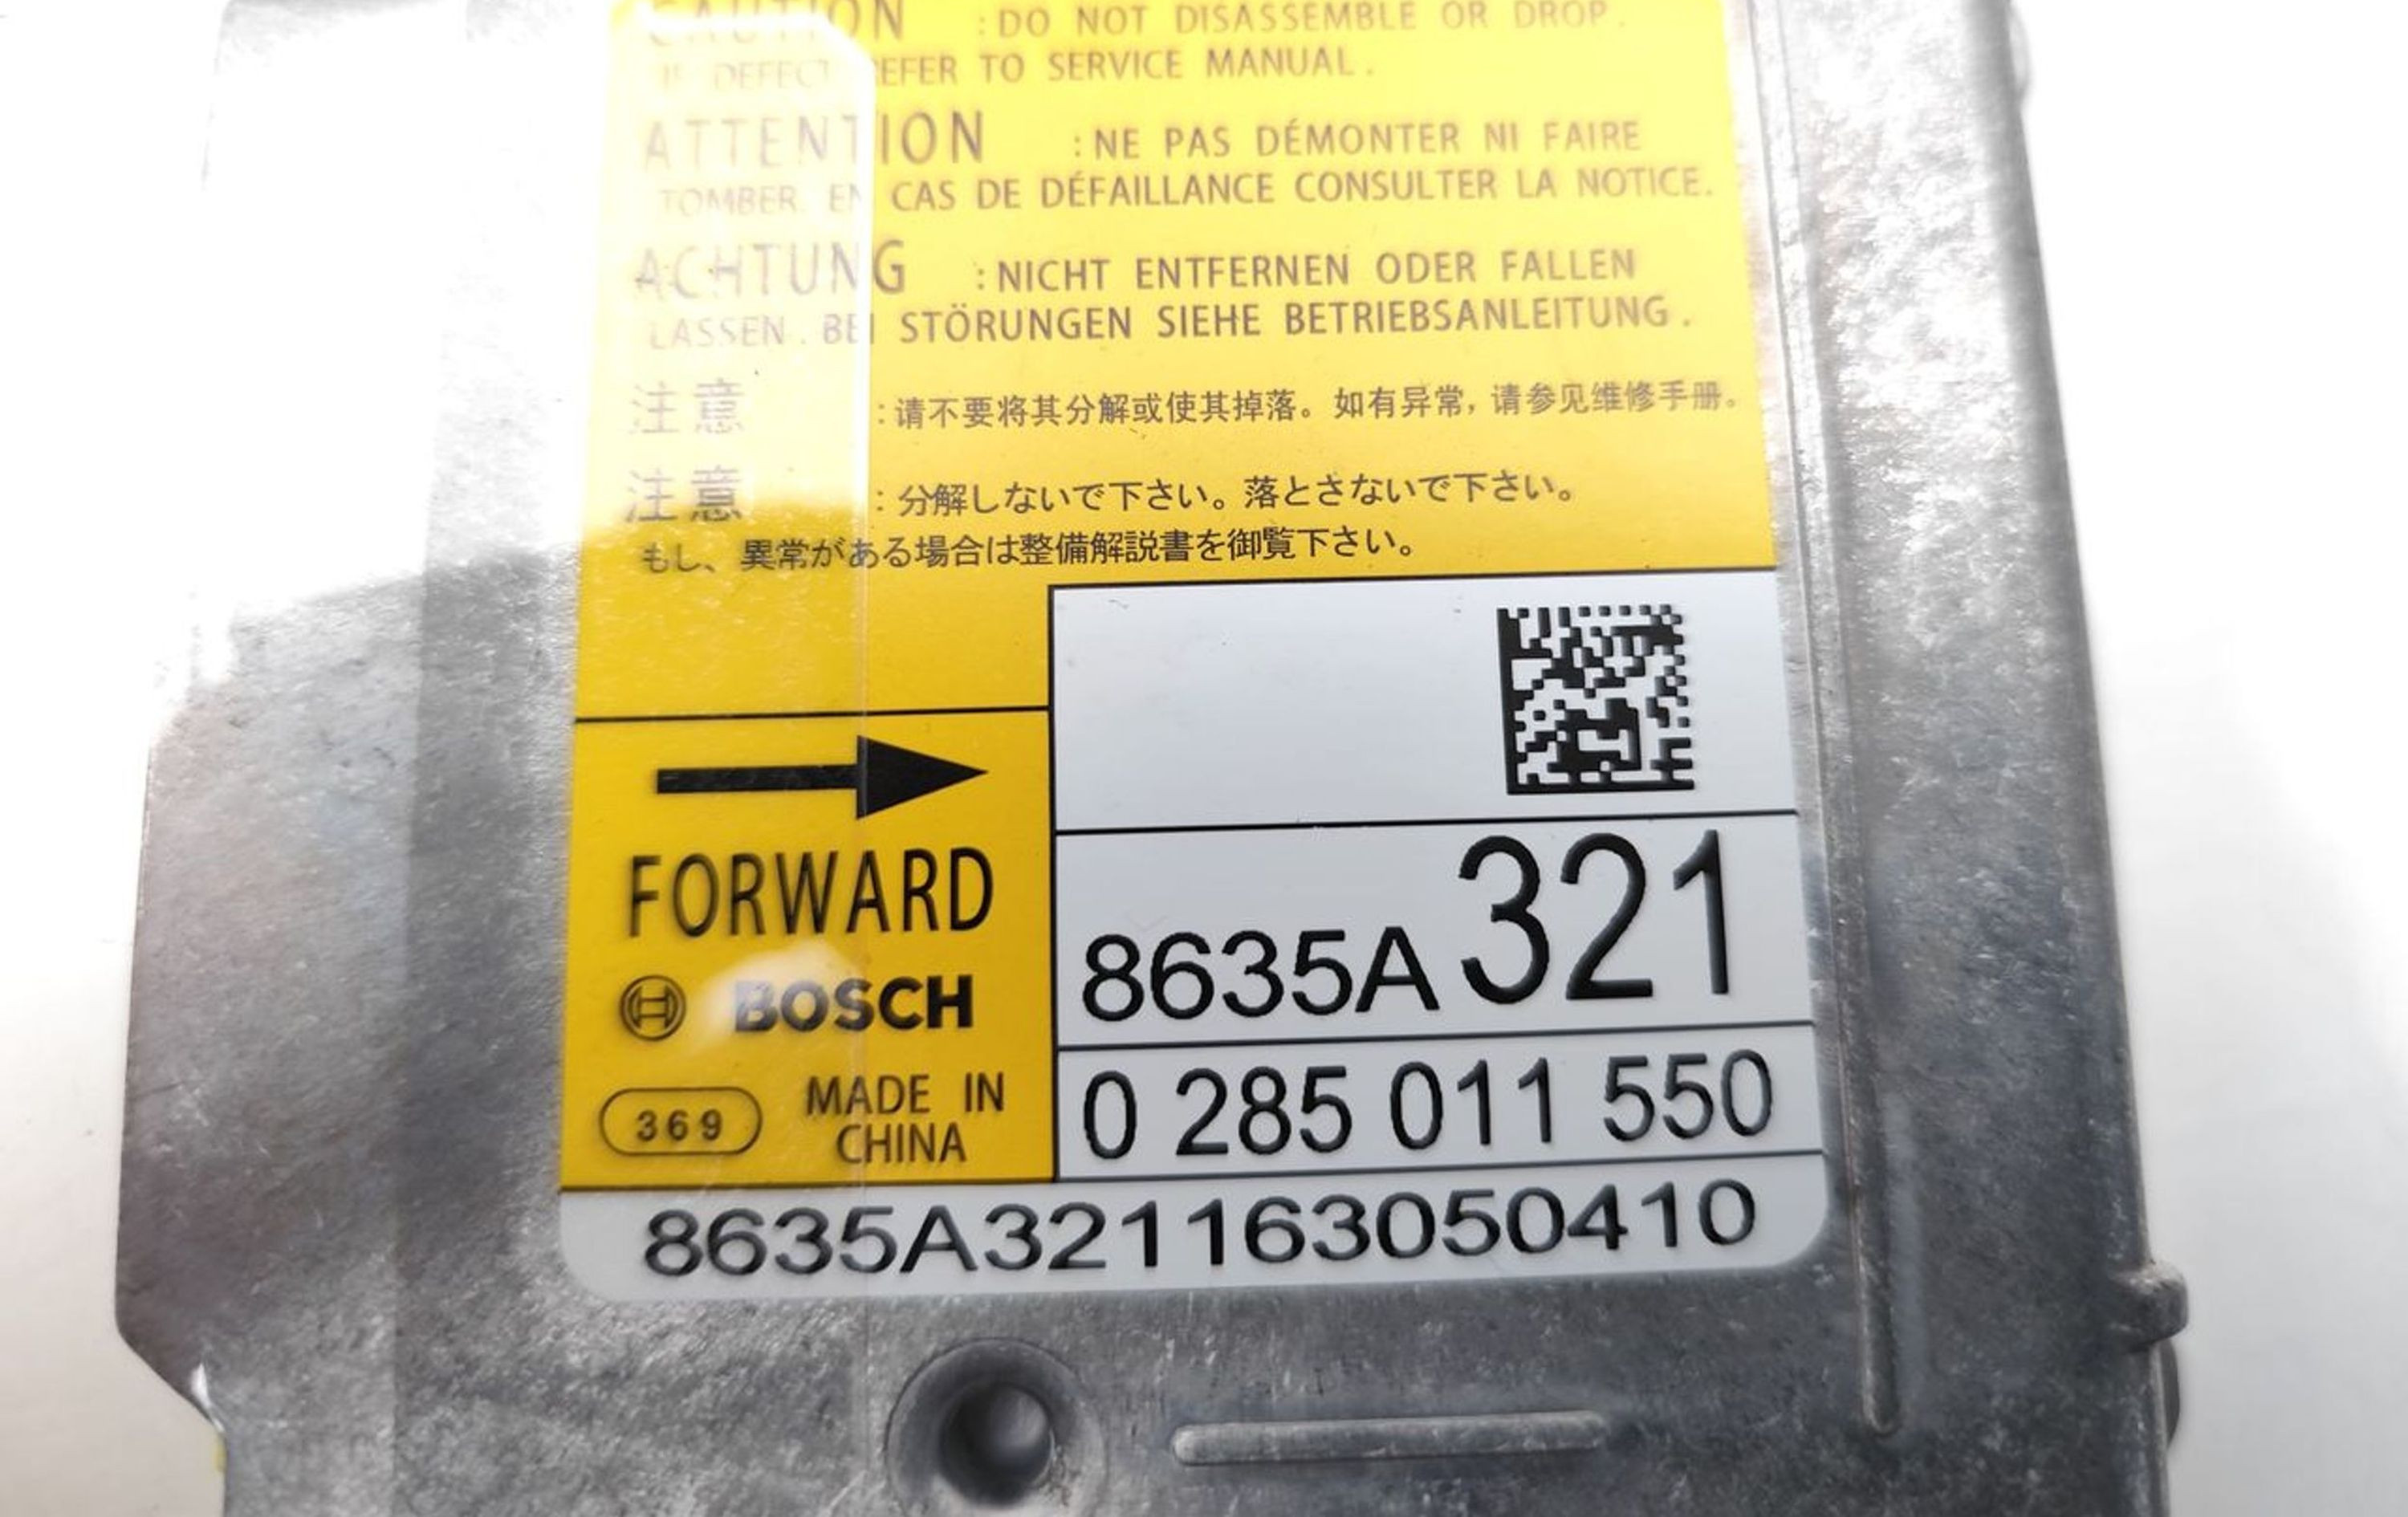 CAUTION :DO NOT DISASSEMBLE OR DROP.
IF DEFECT REFER TO SERVICE MANUAL.
ATTENTION :NE PAS DÉMONTER NI FAIRE
TOMBER. EN CAS DE DÉFAILLANCE CONSULTER LA NOTICE.
ACHTUNG :NICHT ENTFERNEN ODER FALLEN
LASSEN. BEI STÖRUNGEN SIEHE BETRIEBSANLEITUNG.
注意 :请不要将其分解或使其掉落。如有异常,请参见维修手册。
注意 :分解しないで下さい。落とさないで下さい。
もし、異常がある場合は整備解説書を御覧下さい。
FORWARD
BOSCH
369
MADE IN
CHINA
8635A321
0 285 011 550
8635A321163050410